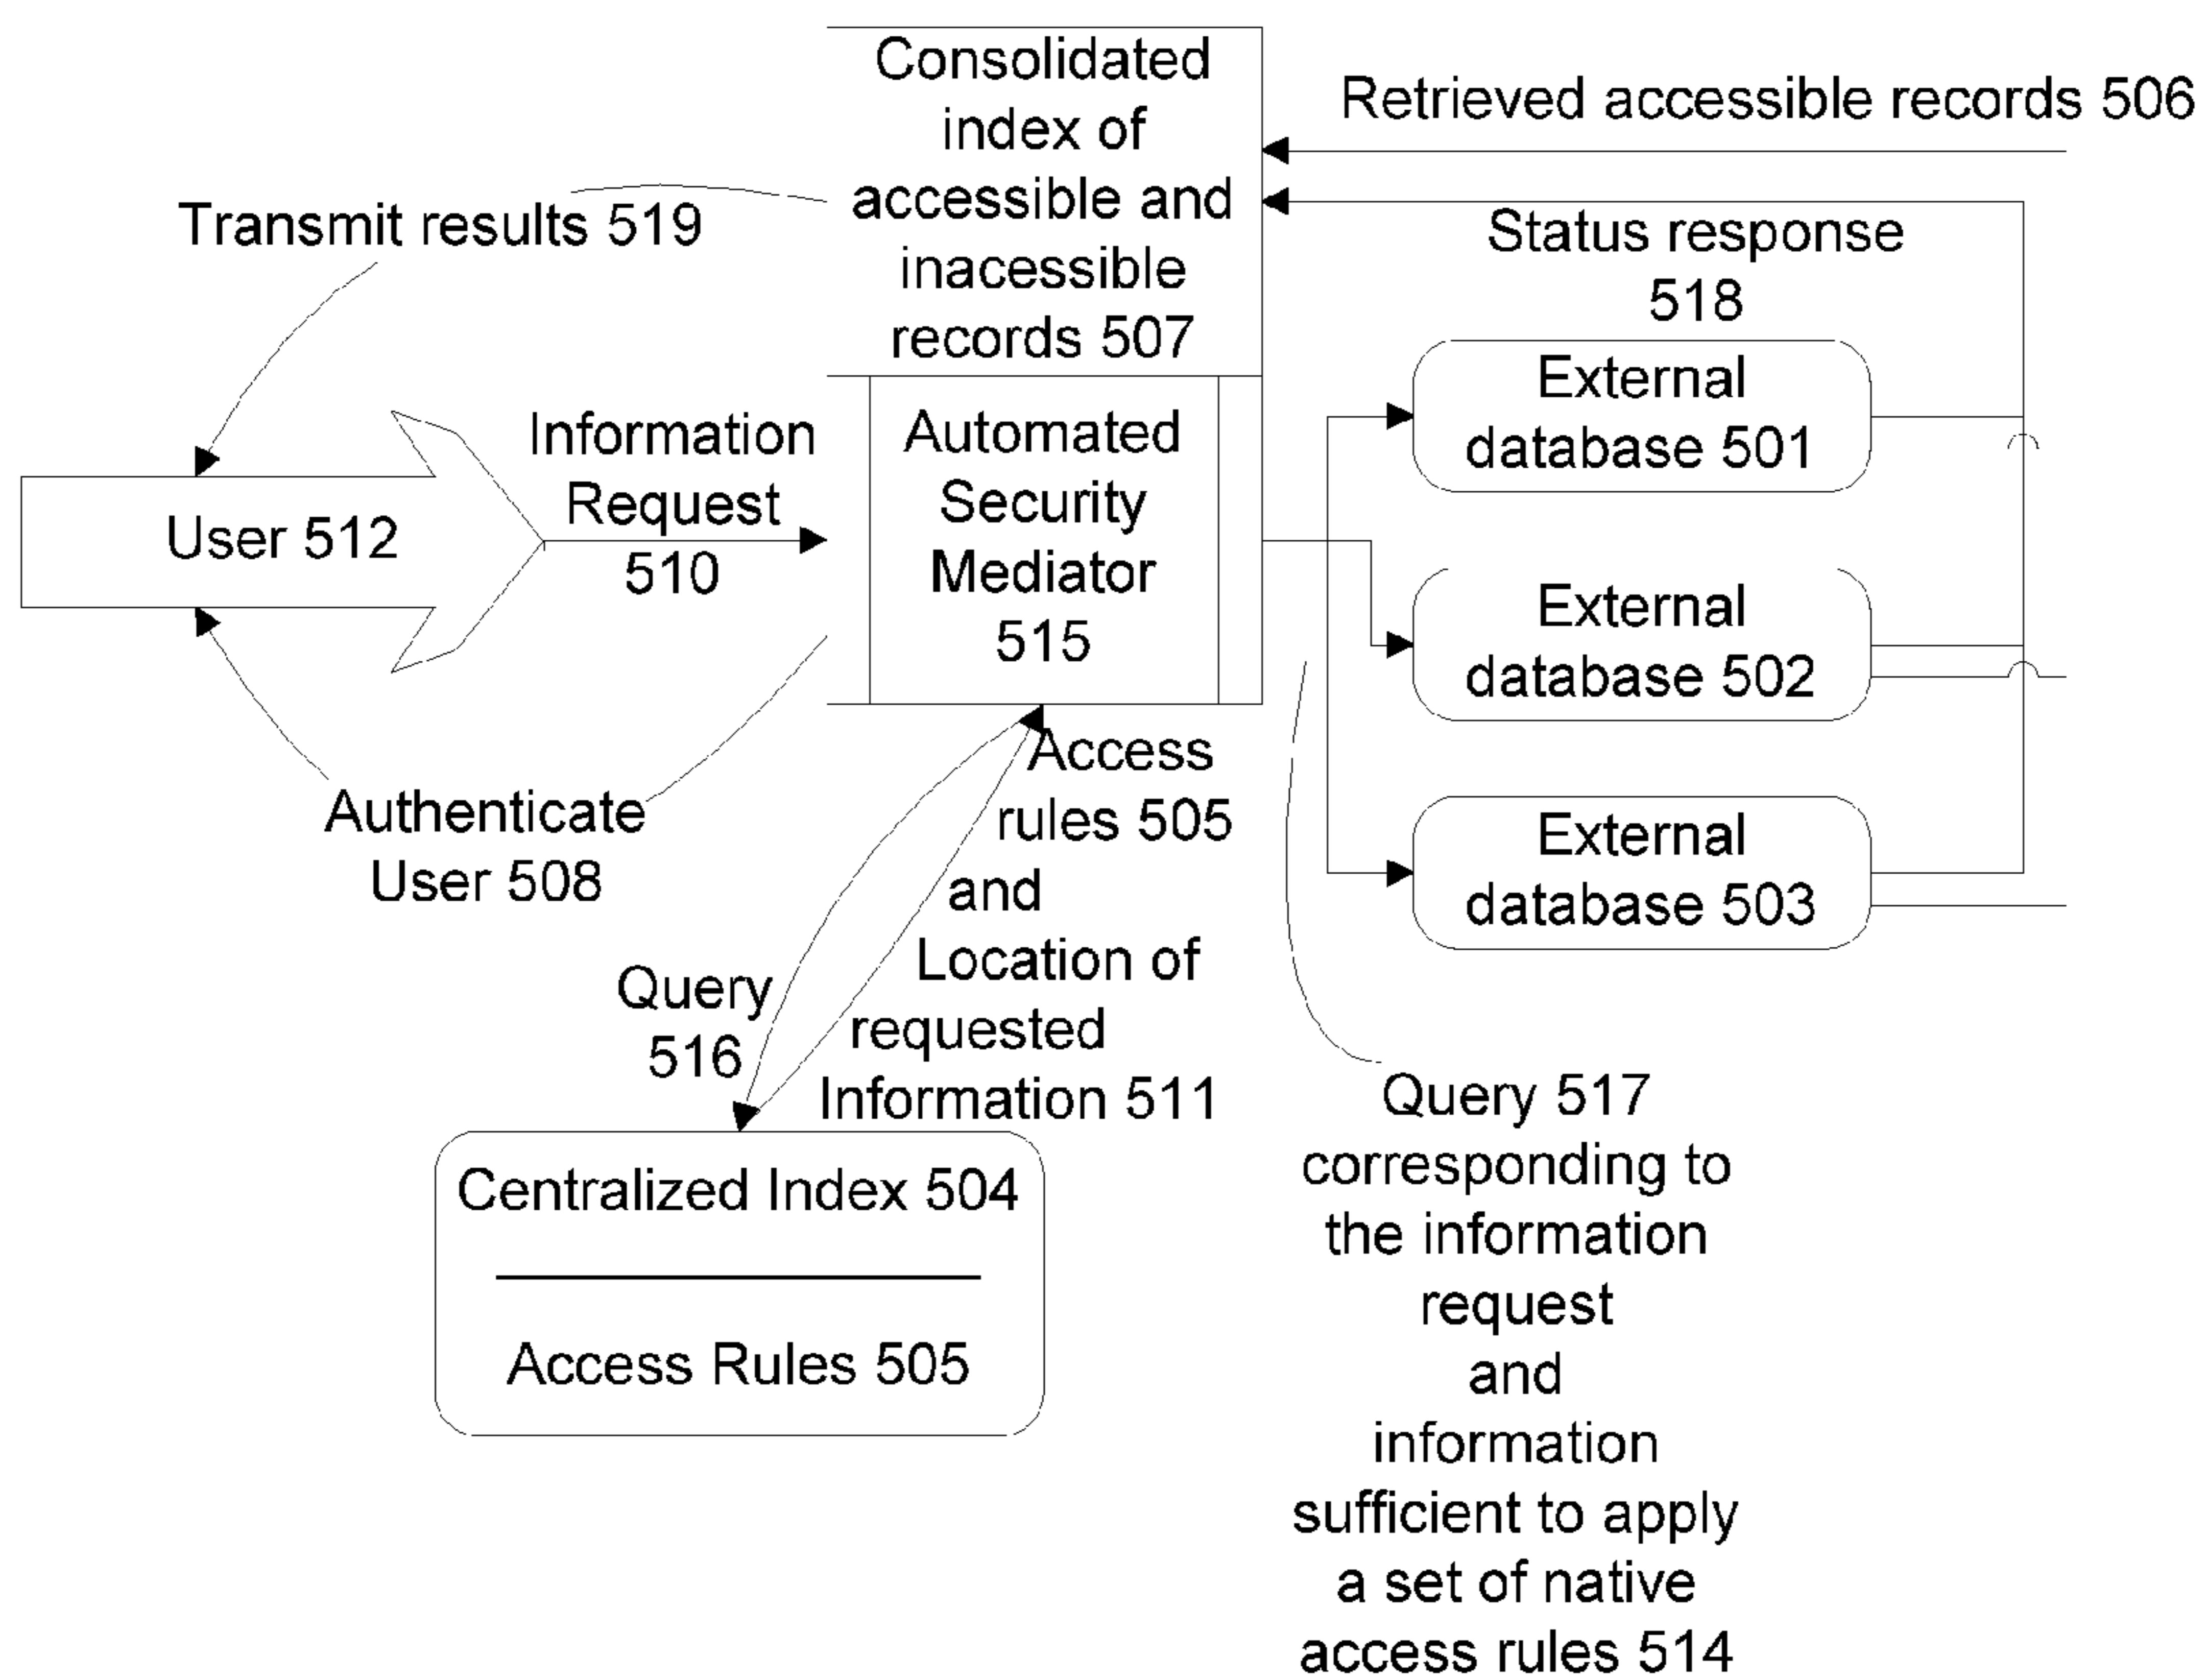 Consolidated
index of
accessible and
inacessible
records 507
Retrieved accessible records 506
Transmit results 519
Status response
518
User 512
Information
Request
510
Automated
Security
Mediator
515
External
database 501
External
database 502
External
database 503
Authenticate
User 508
Access
rules 505
and
Location of
requested
Information 511
Query
516
Centralized Index 504
Access Rules 505
Query 517
corresponding to
the information
request
and
information
sufficient to apply
a set of native
access rules 514